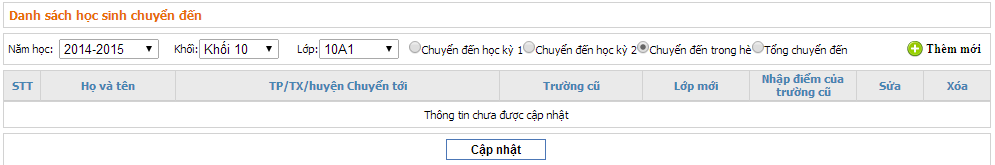 Danh sách học sinh chuyển đến
Năm học: 2014-2015 Khối: Khối 10 Lớp: 10A1 Chuyển đến học kỳ 1 Chuyển đến học kỳ 2 Chuyển đến trong hè Tổng chuyển đến Thêm mới
STT Họ và tên TP/TX/huyện Chuyển tới Trường cũ Lớp mới Nhập điểm của trường cũ Sửa Xóa
Thông tin chưa được cập nhật
Cập nhật